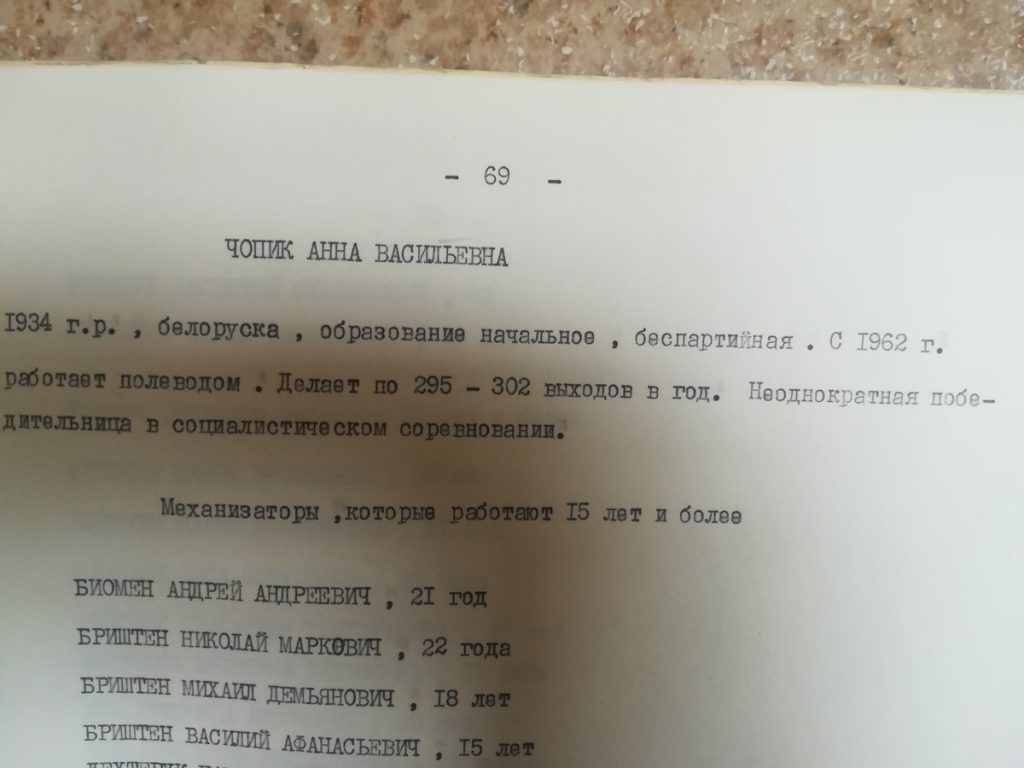 - 69 -
ЧОПИК АННА ВАСИЛЬЕВНА
1934 г.р. , белоруска , образование начальное , беспартийная . С 1962 г.
работает полеводом . Делает по 295 - 302 выходов в год. Неоднократная побе-
дительница в социалистическом соревновании.
Механизаторы ,которые работают 15 лет и более
БИОМЕН АНДРЕЙ АНДРЕЕВИЧ , 21 год
БРИШТЕН НИКОЛАЙ МАРКОВИЧ , 22 года
БРИШТЕН МИХАИЛ ДЕМЬЯНОВИЧ , 18 лет
БРИШТЕН ВАСИЛИЙ АФАНАСЬЕВИЧ , 15 лет